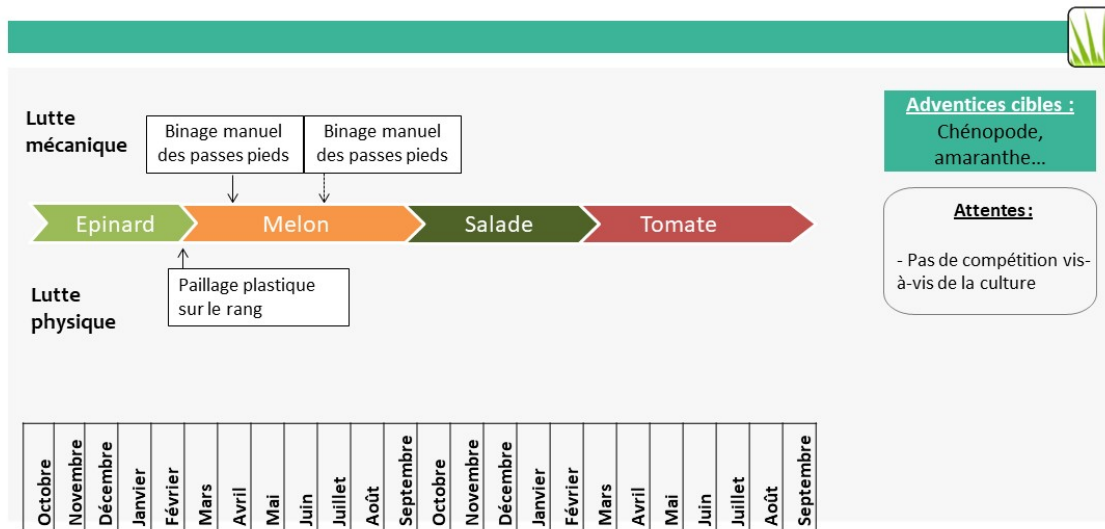 Lutte
mécanique
Binage manuel
des passes pieds
Binage manuel
des passes pieds
Epinard
Melon
Salade
Tomate
Lutte
physique
Paillage plastique
sur le rang
Adventices cibles :
Chénopode,
amaranthe...
Attentes :
- Pas de compétition vis-
à-vis de la culture
Octobre
Novembre
Décembre
Janvier
Février
Mars
Avril
Mai
Juin
Juillet
Août
Septembre
Octobre
Novembre
Décembre
Janvier
Février
Mars
Avril
Mai
Juin
Juillet
Août
Septembre